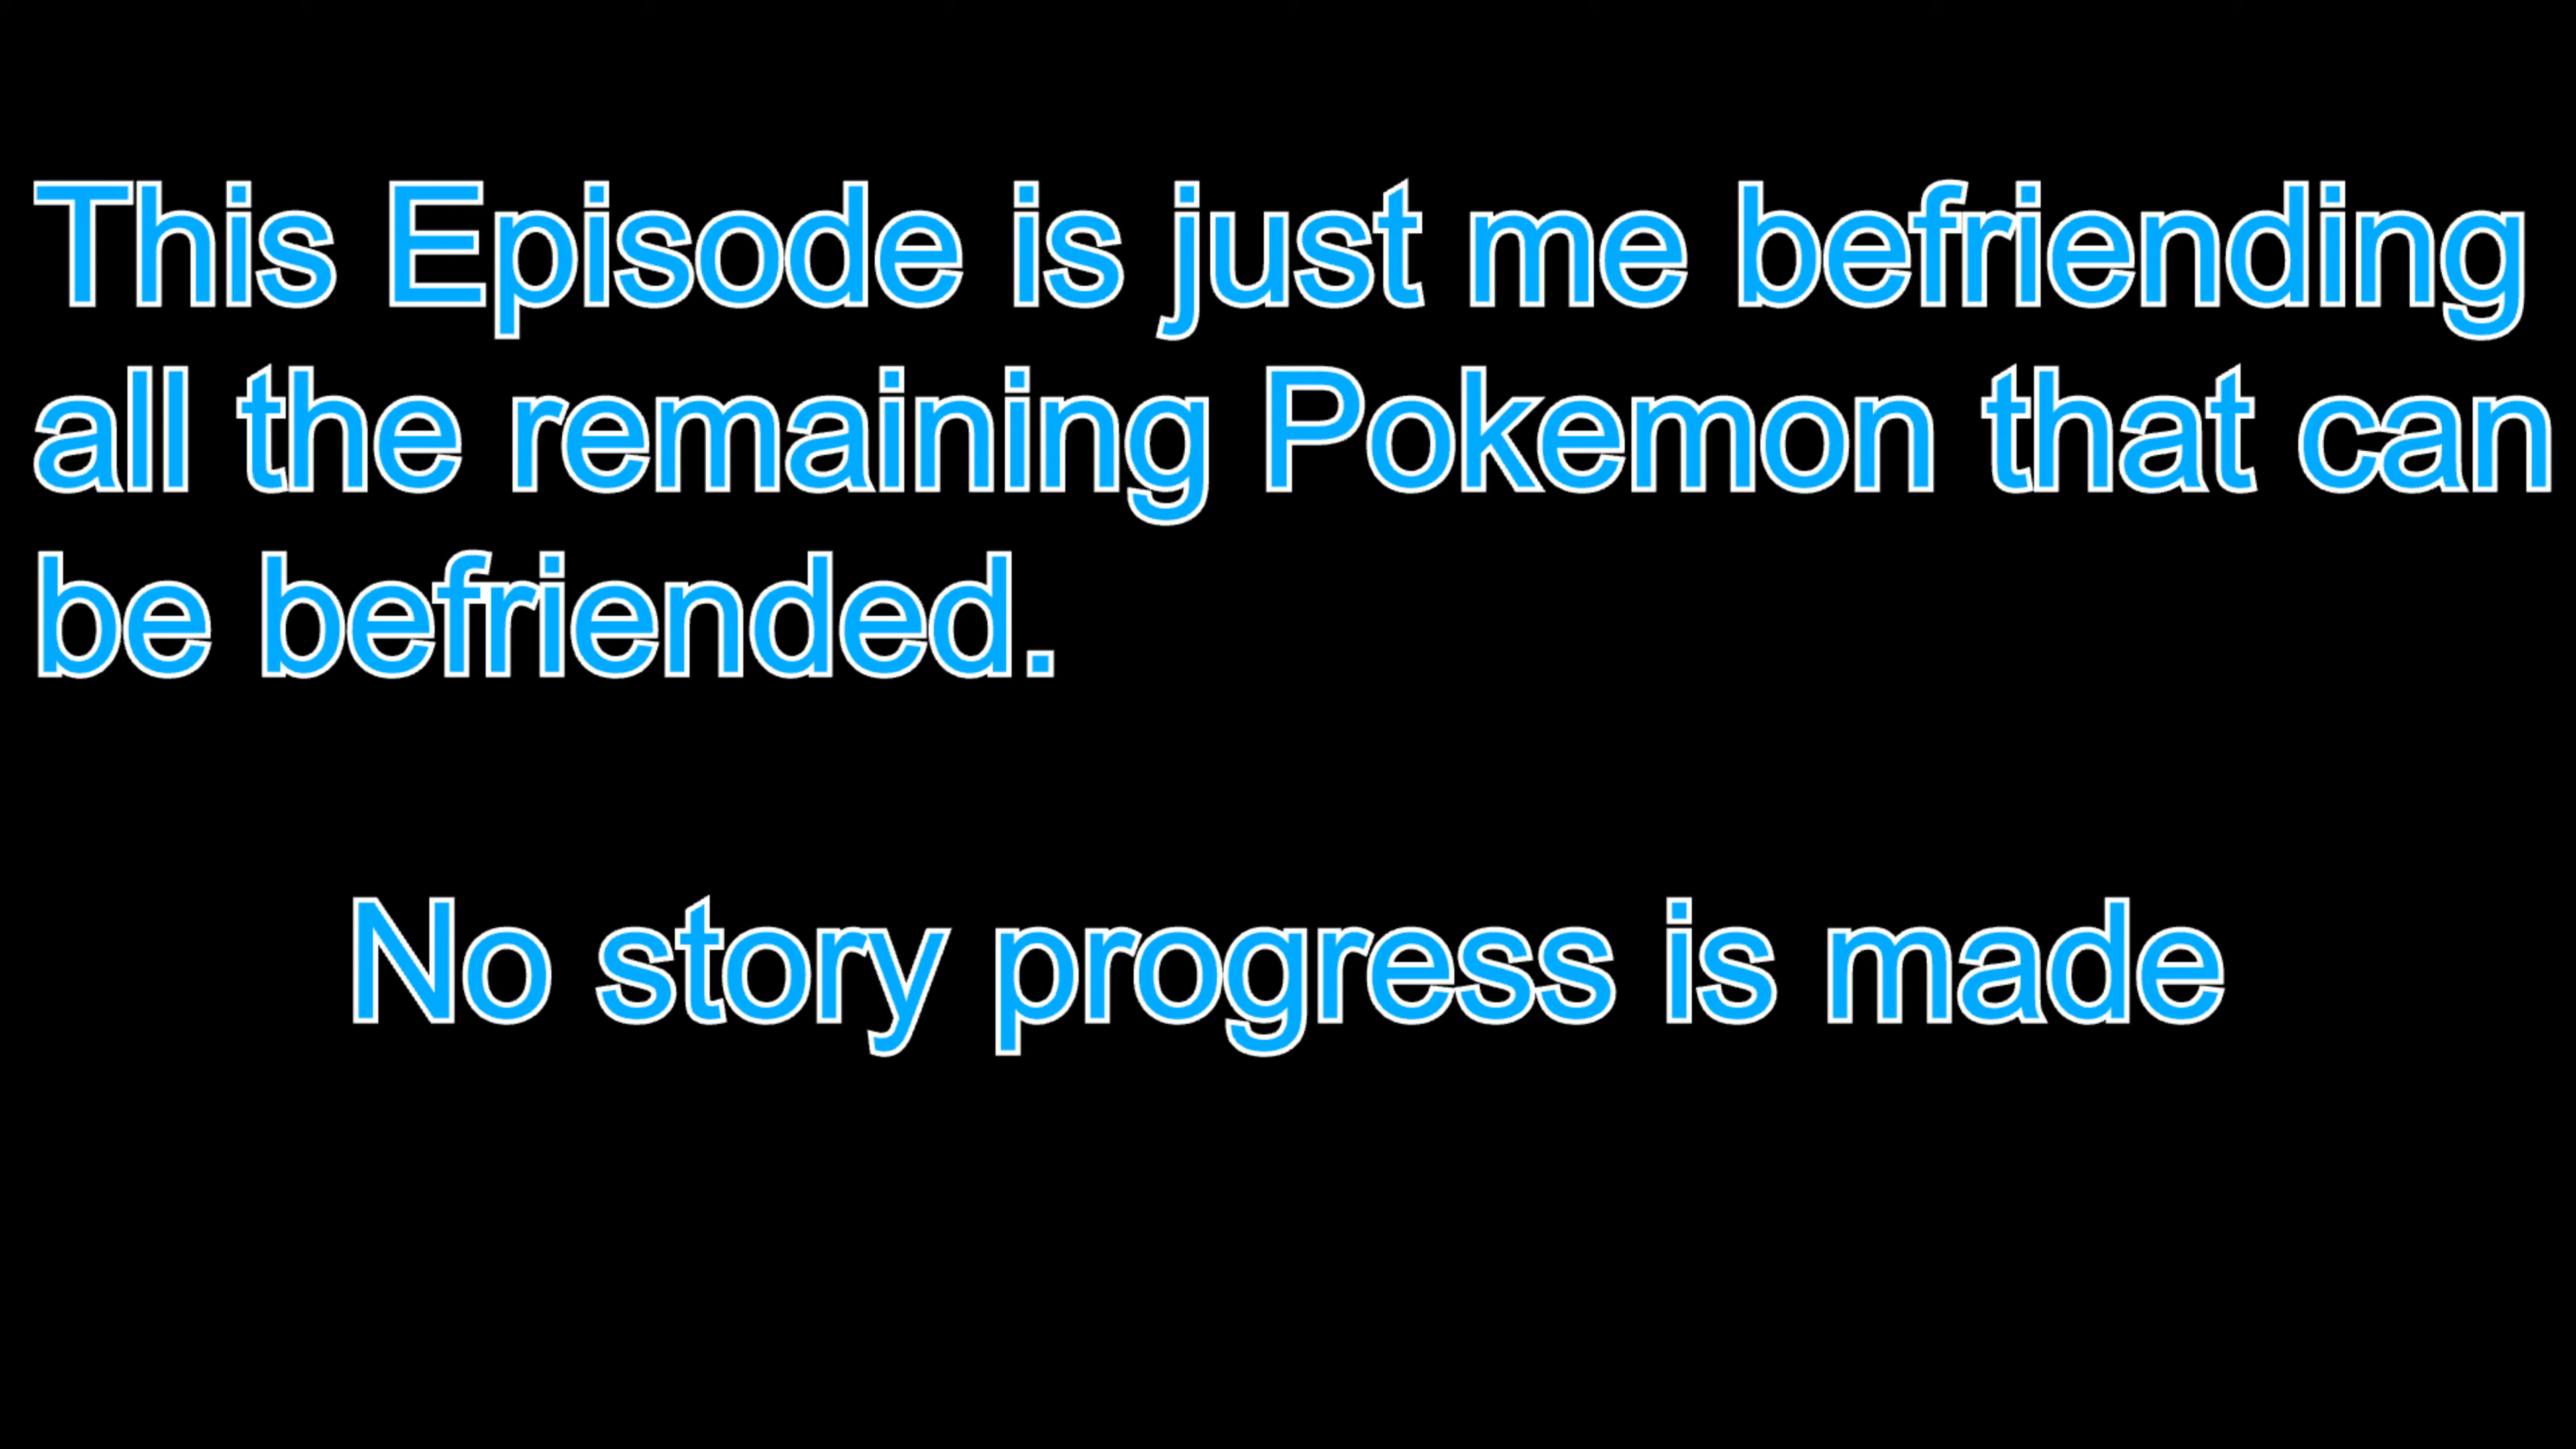 This Episode is just me befriending
all the remaining Pokemon that can
be befriended.
No story progress is made